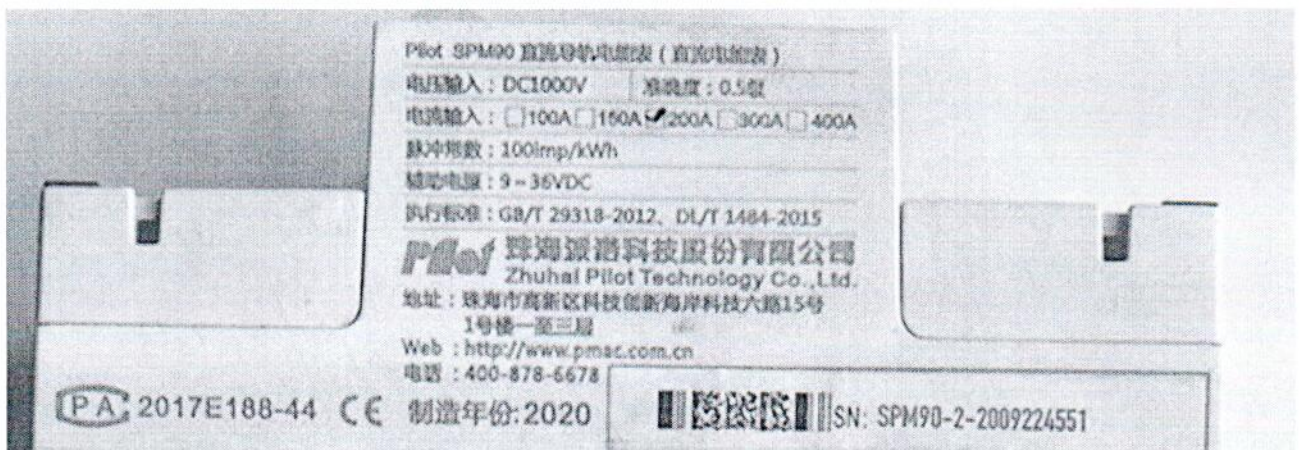 Pilot SPM90 直流导轨电能表 ( 直流电能表 )
电压输入 : DC1000V 准确度 : 0.5级
电流输入 : □100A □150A ☑200A □300A □400A
脉冲常数 : 100imp/kWh
辅助电源 : 9~36VDC
执行标准 : GB/T 29318-2012、DL/T 1484-2015
Pilot 珠海派诺科技股份有限公司
Zhuhai Pilot Technology Co.,Ltd.
地址 : 珠海市高新区科技创新海岸科技六路15号
1号楼一至三层
Web : http://www.pmac.com.cn
电话 : 400-878-6678
PA 2017E188-44 CE 制造年份:2020
SN: SPM90-2-2009224551